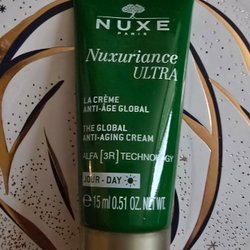 NUXE
PARIS
Nuxuriance
ULTRA
LA CRÈME
ANTI-ÂGE GLOBAL
THE GLOBAL
ANTI-AGING CREAM
ALFA [3R] TECHNOLOGY
JOUR - DAY
e 15 ml 0.51 OZ. NET WT.